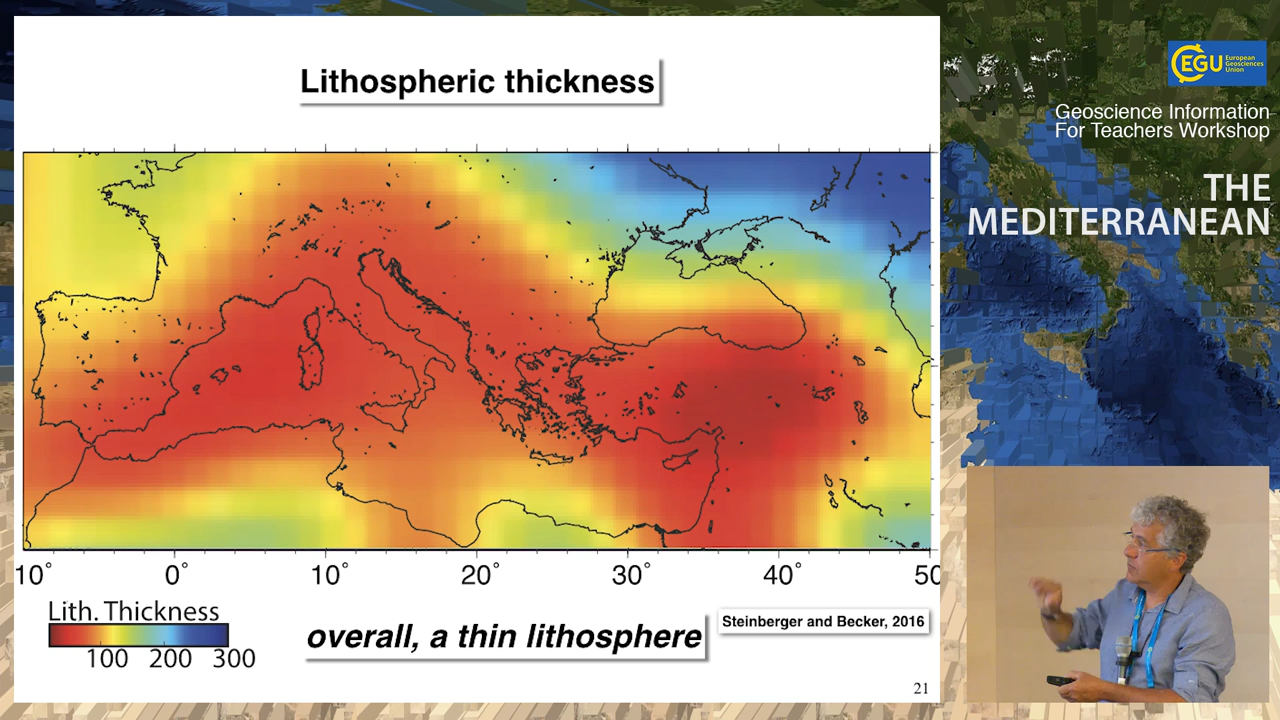 Lithospheric thickness
10˚ 0˚ 10˚ 20˚ 30˚ 40˚ 50
Lith. Thickness
100 200 300
overall, a thin lithosphere
Steinberger and Becker, 2016
21
EGU European
Geosciences
Union
Geoscience Information
For Teachers Workshop
THE
MEDITERRANEAN